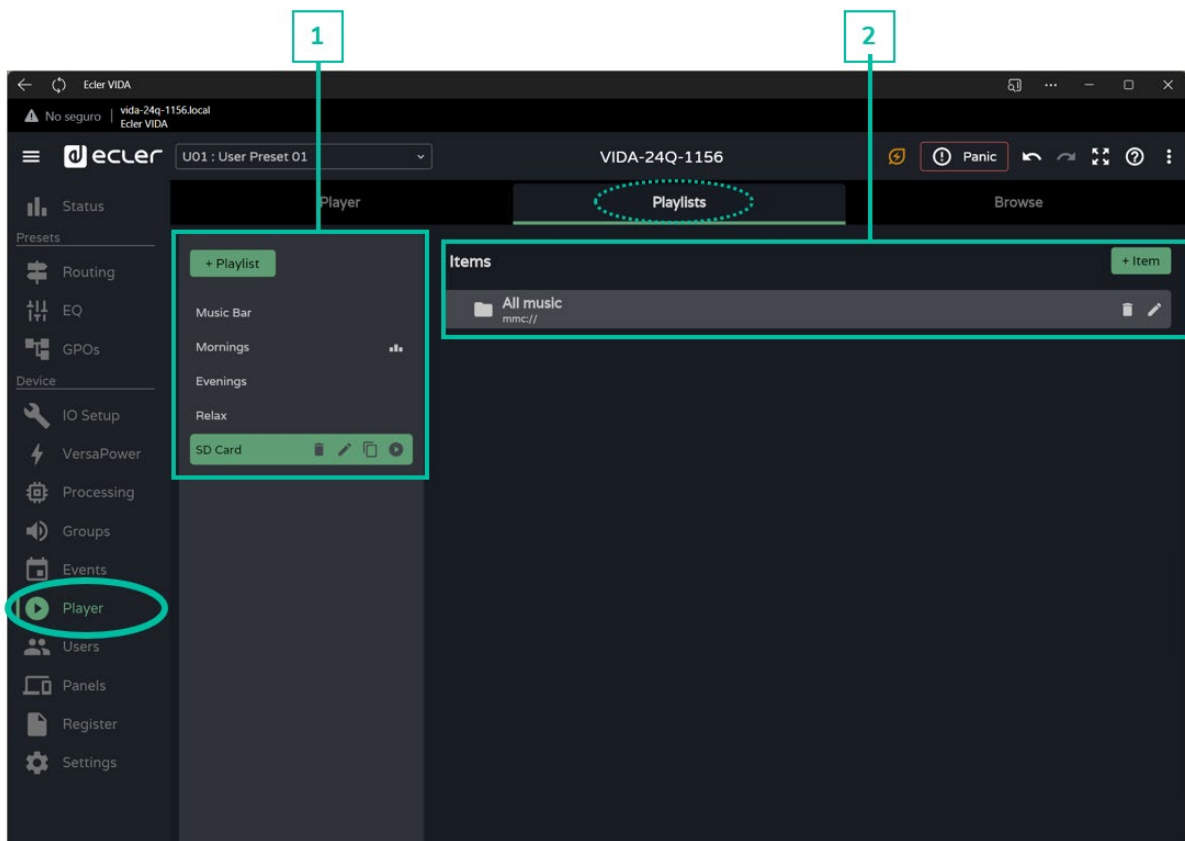 1
2
Ecler VIDA
No seguro
vida-24q-1156.local
Ecler VIDA
ecler
U01 : User Preset 01
VIDA-24Q-1156
Panic
Status
Presets
Routing
EQ
GPOs
Device
IO Setup
VersaPower
Processing
Groups
Events
Player
Users
Panels
Register
Settings
Player
Playlists
Browse
+ Playlist
Music Bar
Mornings
Evenings
Relax
SD Card
Items
+ Item
All music
mmc://